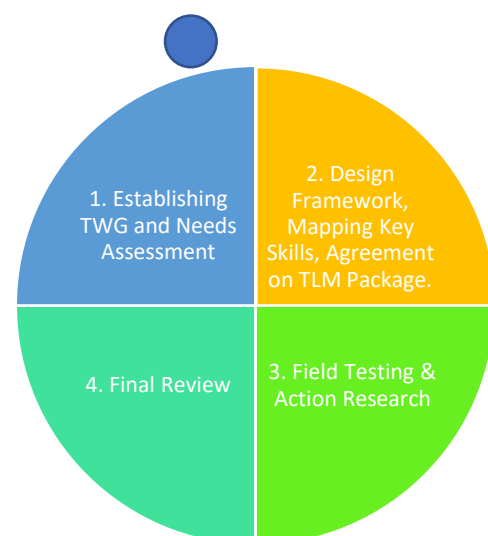 1. Establishing
TWG and Needs
Assessment
2. Design
Framework,
Mapping Key
Skills, Agreement
on TLM Package.
3. Field Testing &
Action Research
4. Final Review